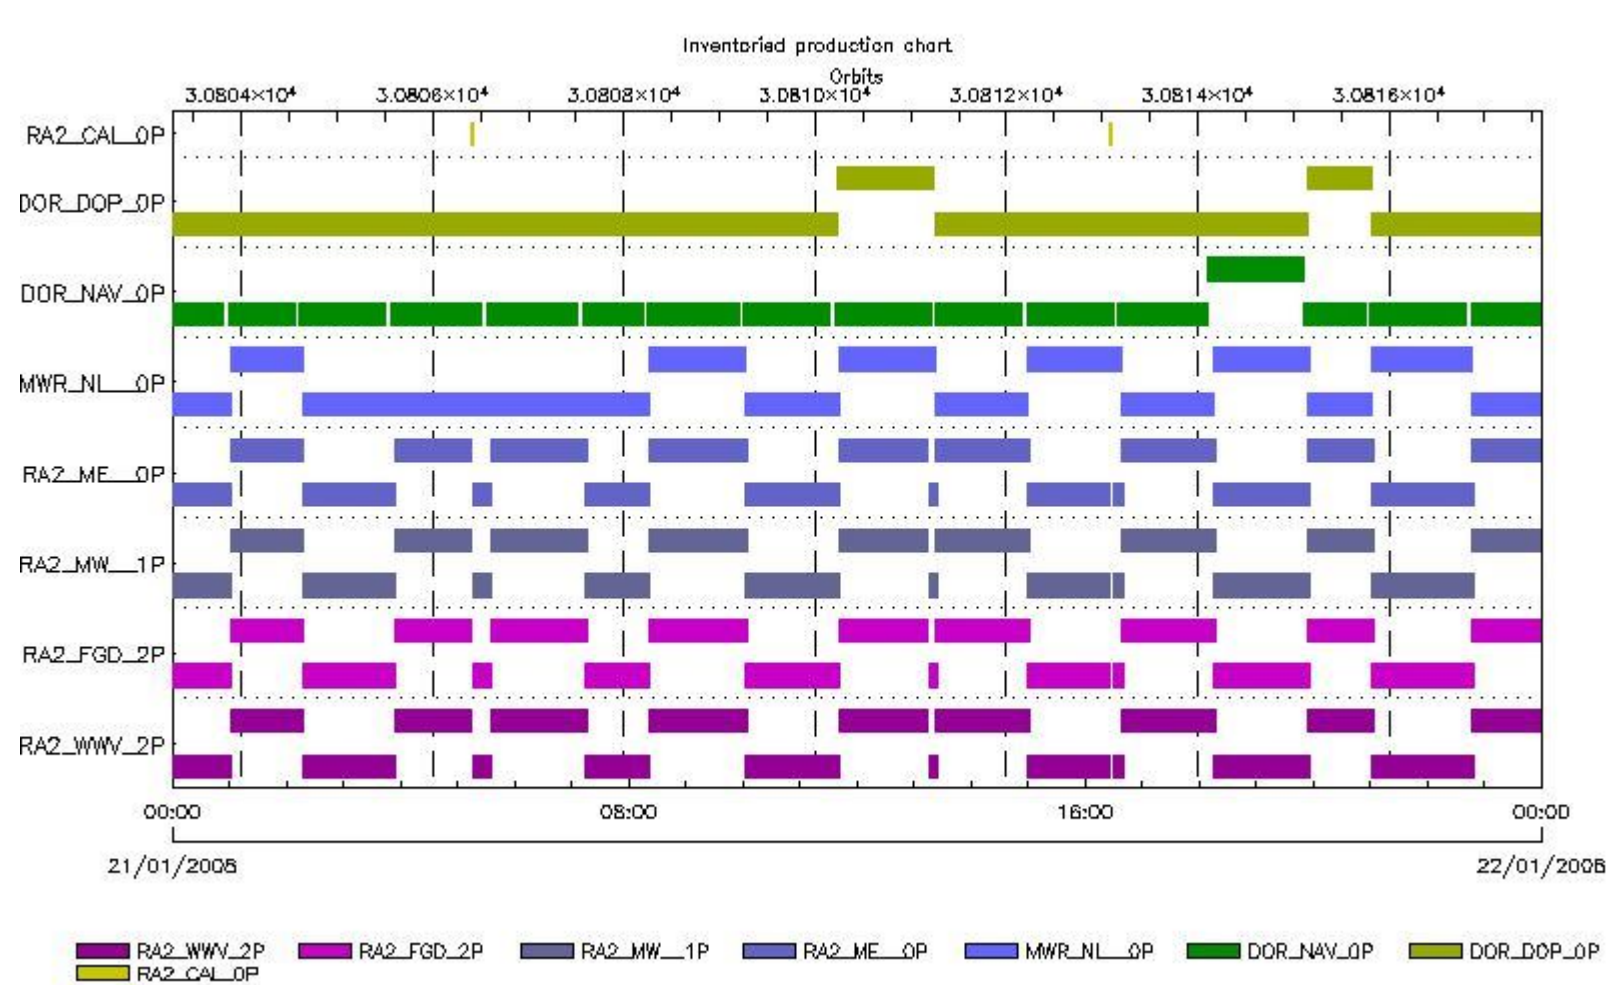 Inventoried production chart
Orbits
3.0804×10⁴ 3.0806×10⁴ 3.0808×10⁴ 3.0810×10⁴ 3.0812×10⁴ 3.0814×10⁴ 3.0816×10⁴
RA2_CAL_0P
DOR_DOP_0P
DOR_NAV_0P
MWR_NL__0P
RA2_ME__0P
RA2_MW__1P
RA2_FGD_2P
RA2_WWV_2P
00:00 08:00 16:00 00:00
21/01/2008 22/01/2008
RA2_WWV_2P RA2_FGD_2P RA2_MW__1P RA2_ME__0P MWR_NL__0P DOR_NAV_0P DOR_DOP_0P
RA2_CAL_0P